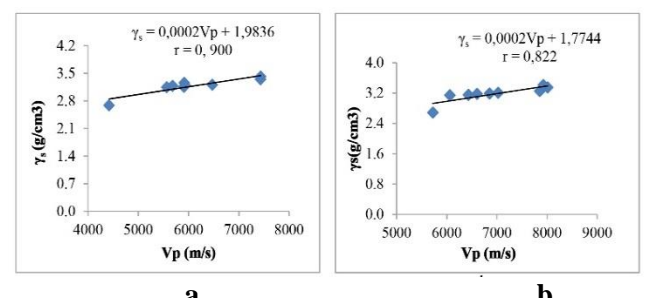 γs = 0,0002Vp + 1,9836
r = 0, 900
4.2
3.5
2.8
2.1
1.4
0.7
0.0
γs (g/cm3)
4000 5000 6000 7000 8000
Vp (m/s)
a
γs = 0,0002Vp + 1,7744
r = 0,822
4.0
3.2
2.4
1.6
0.8
0.0
γs(g/cm3)
5000 6000 7000 8000 9000
Vp (m/s)
b